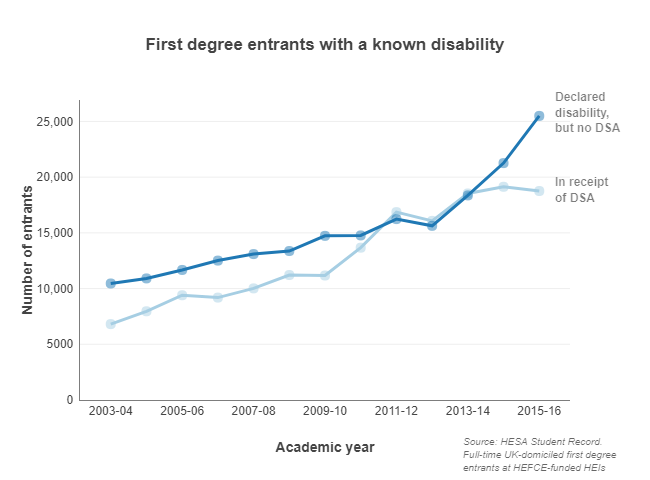 First degree entrants with a known disability
Declared
disability,
but no DSA
In receipt
of DSA
Number of entrants
25,000
20,000
15,000
10,000
5000
0
2003-04 2005-06 2007-08 2009-10 2011-12 2013-14 2015-16
Academic year
Source: HESA Student Record.
Full-time UK-domiciled first degree
entrants at HEFCE-funded HEIs